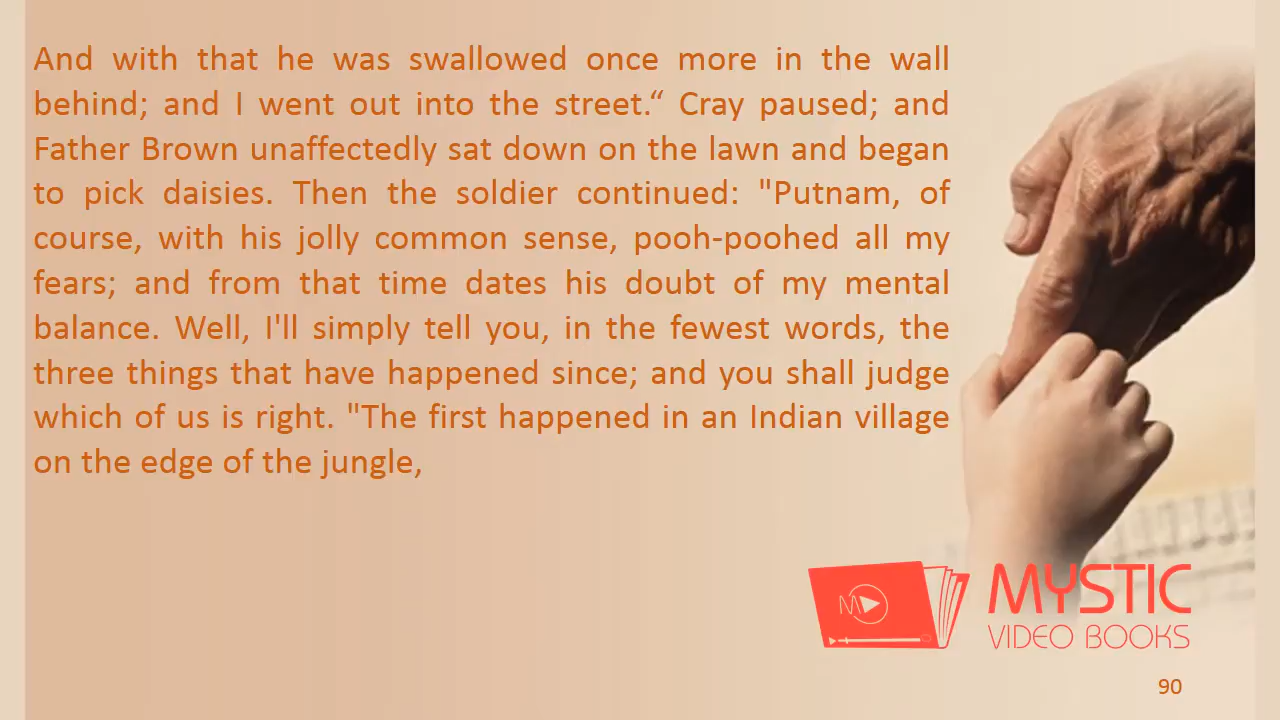 And with that he was swallowed once more in the wall
behind; and I went out into the street.“ Cray paused; and
Father Brown unaffectedly sat down on the lawn and began
to pick daisies. Then the soldier continued: "Putnam, of
course, with his jolly common sense, pooh-poohed all my
fears; and from that time dates his doubt of my mental
balance. Well, I'll simply tell you, in the fewest words, the
three things that have happened since; and you shall judge
which of us is right. "The first happened in an Indian village
on the edge of the jungle,
M
MYSTIC
VIDEO BOOKS
90